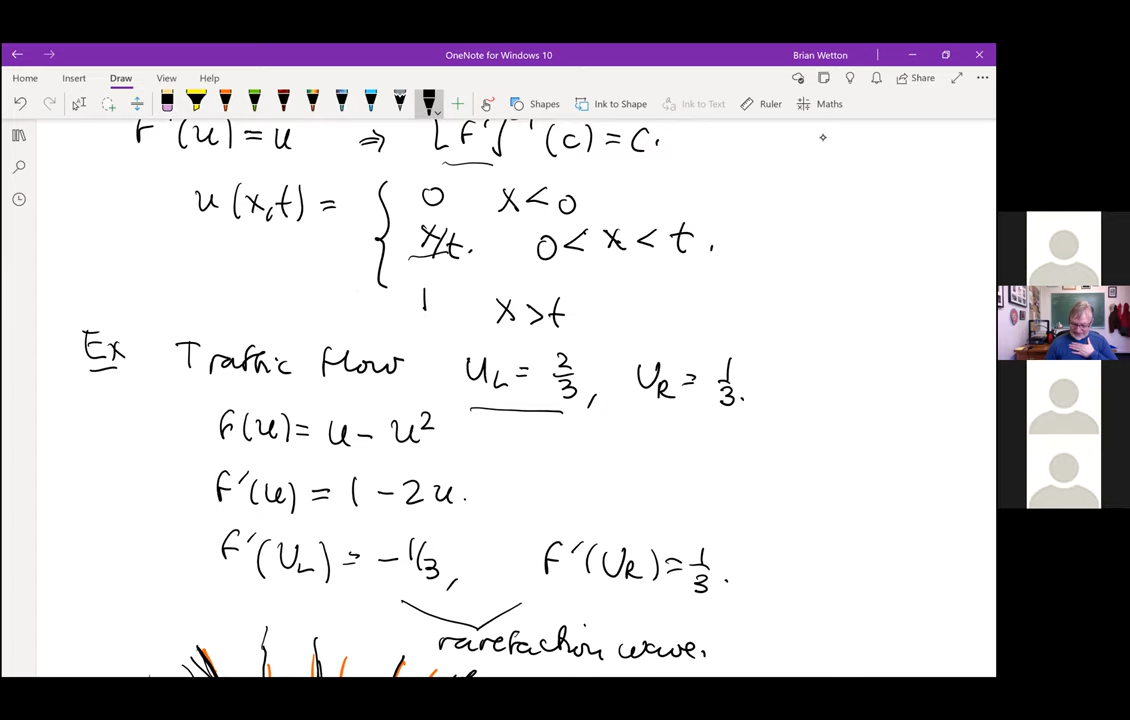 OneNote for Windows 10
Brian Wetton
Home Insert Draw View Help
Share
Shapes Ink to Shape Ink to Text Ruler Maths
F'(u) = u ⇒ [F']⁻¹(c) = c.
u(x,t) = { 0 x < 0
x/t. 0 < x < t.
1 x > t
Ex Traffic flow u_L = 2/3, u_R = 1/3.
F(u) = u - u²
F'(u) = 1 - 2u.
F'(u_L) = -1/3, F'(u_R) = 1/3.
rarefaction wave.